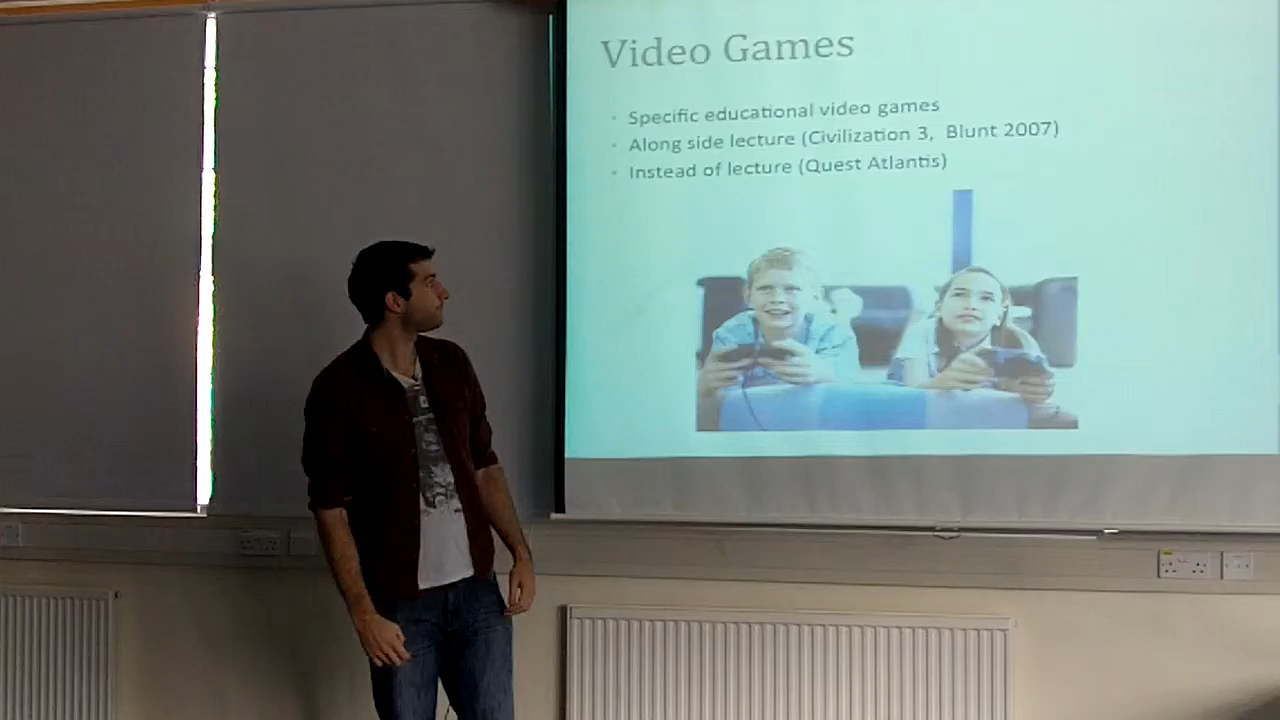 Video Games
Specific educational video games
Along side lecture (Civilization 3, Blunt 2007)
Instead of lecture (Quest Atlantis)